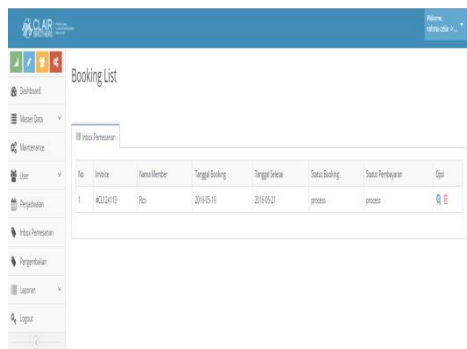 CLAIR
BROTHERS
Welcome,
Booking List
Dashboard
Master Data
Maintenance
User
Penjadwalan
Inbox Pemesanan
Pengembalian
Laporan
Logout
Inbox Pemesanan
No Invoice Nama Member Tanggal Booking Tanggal Selesai Status Booking Status Pembayaran Opsi
1 2016-05-19 2016-05-21 process process